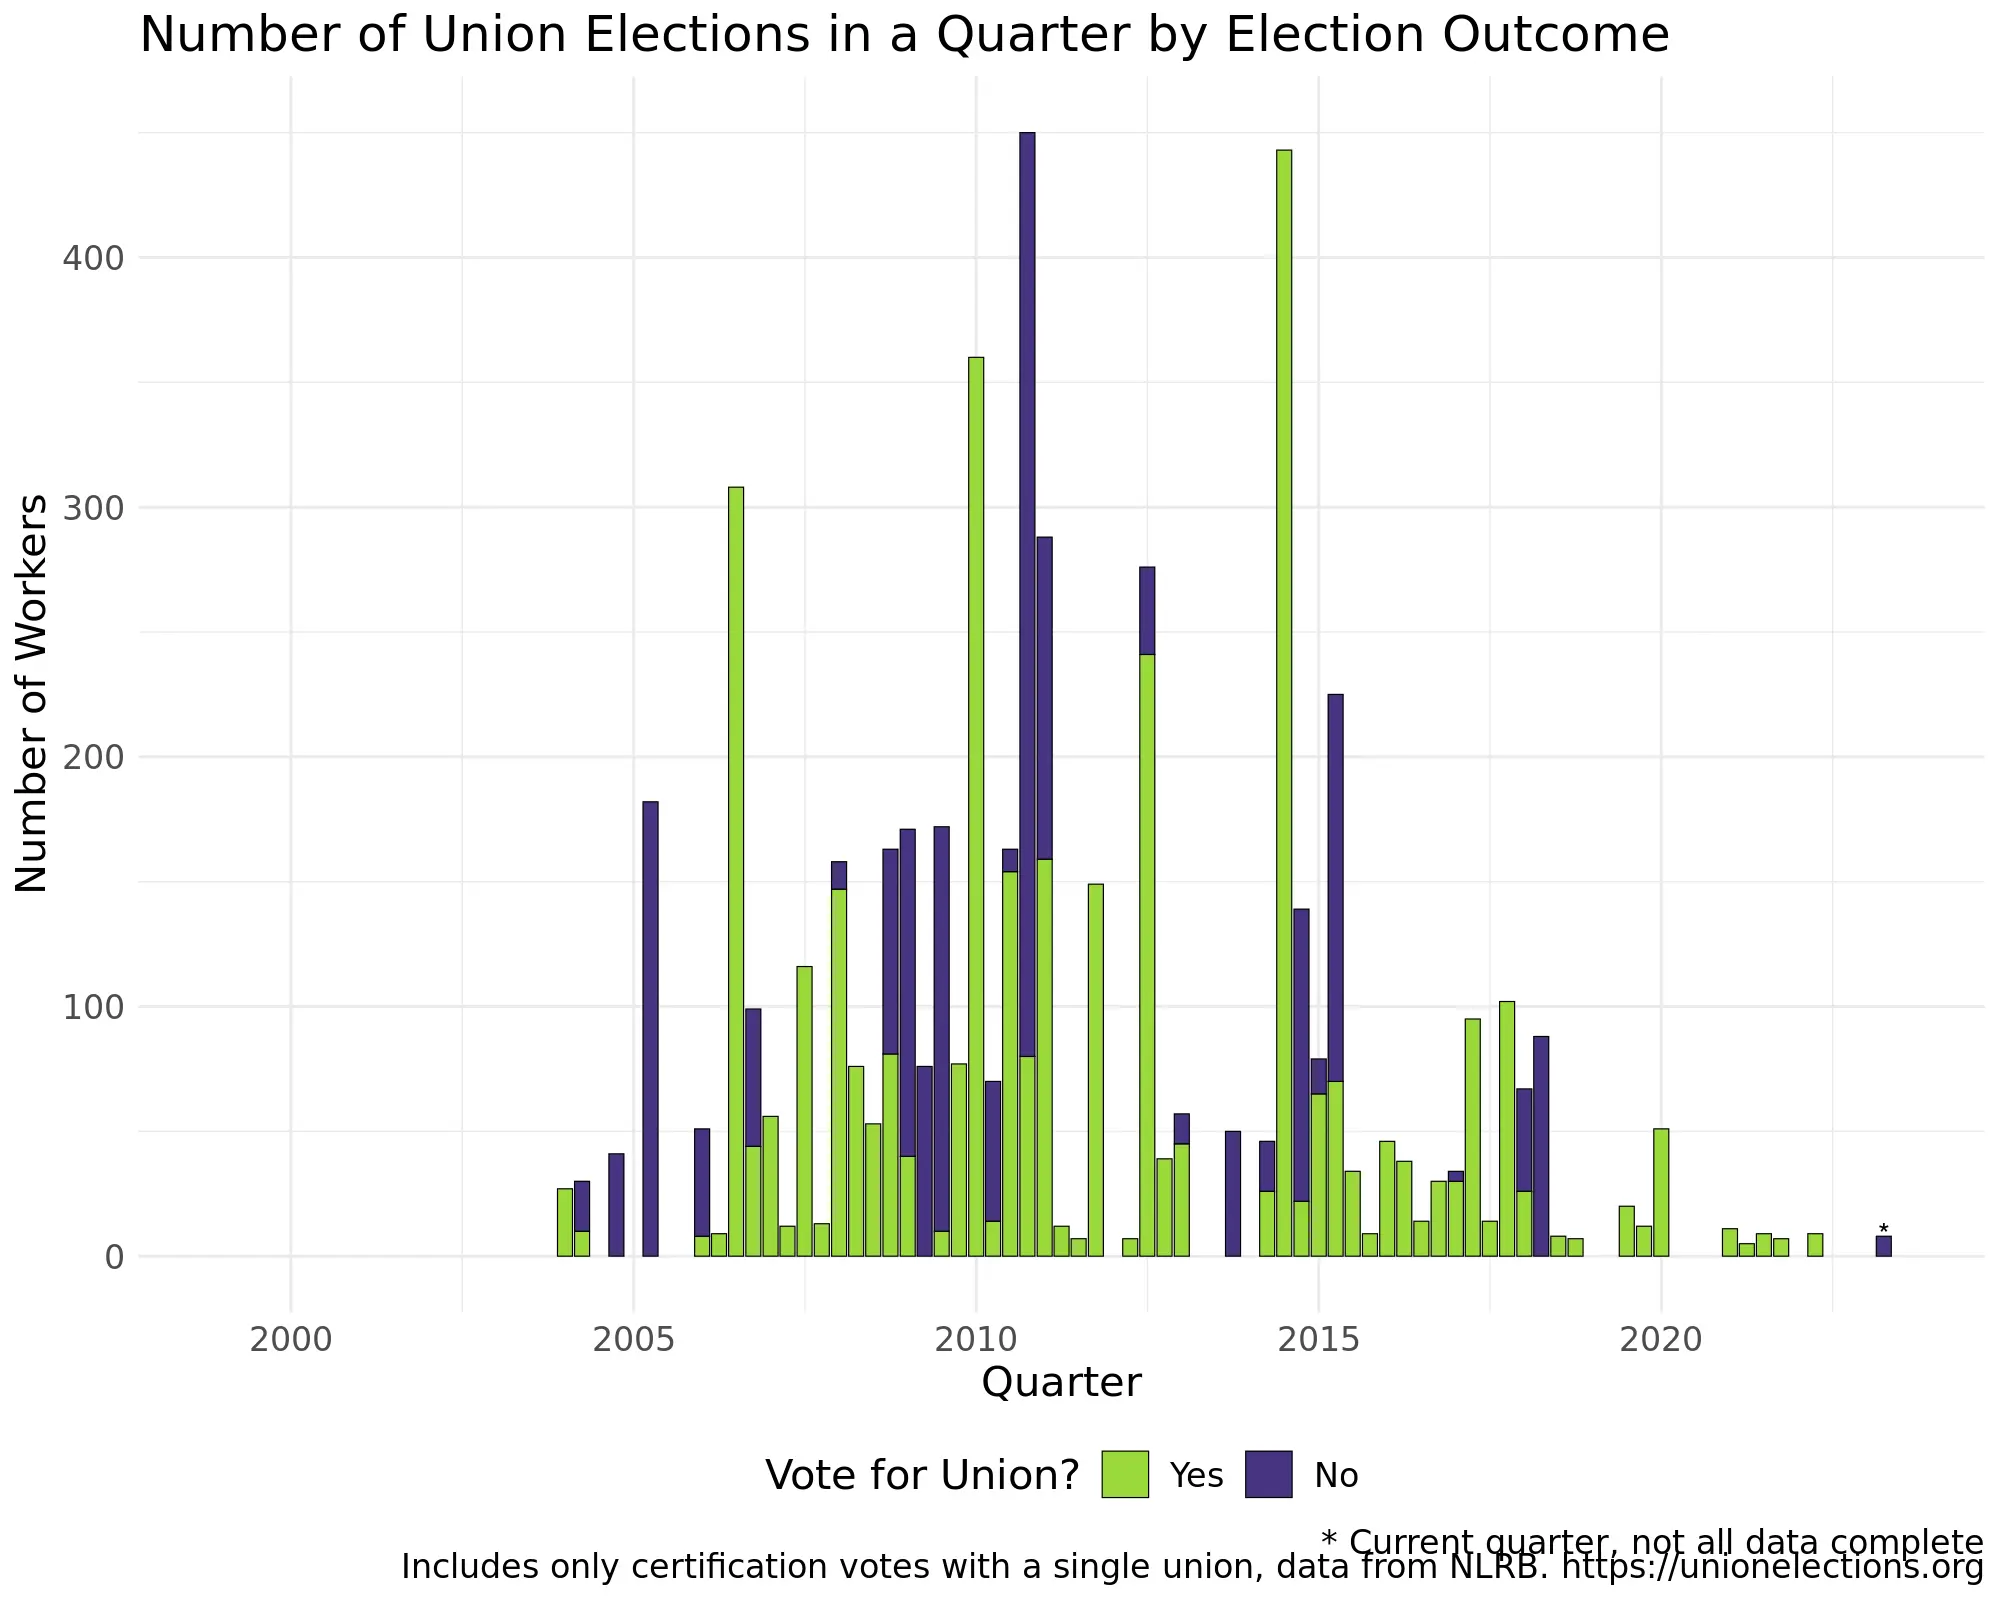 Number of Union Elections in a Quarter by Election Outcome
Number of Workers
400
300
200
100
0
*
2000 2005 2010 2015 2020
Quarter
Vote for Union? Yes No
* Current quarter, not all data complete
Includes only certification votes with a single union, data from NLRB. https://unionelections.org